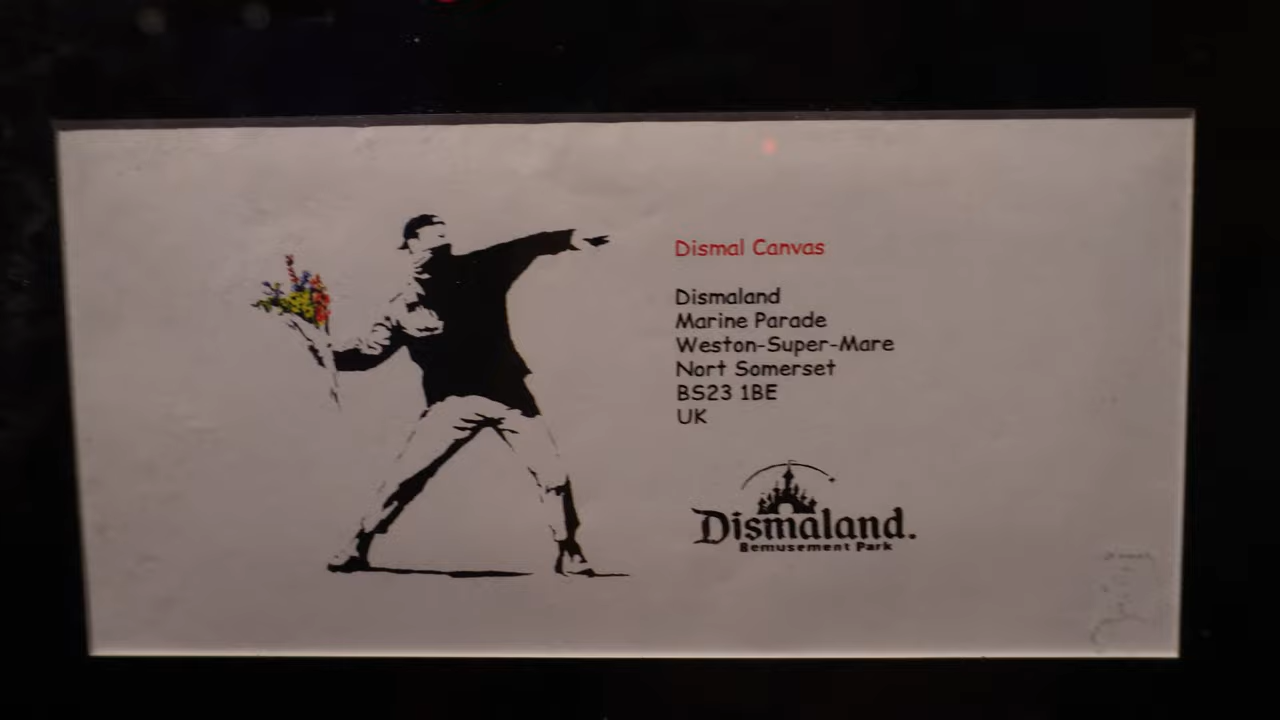 Dismal Canvas
Dismaland
Marine Parade
Weston-Super-Mare
Nort Somerset
BS23 1BE
UK
Dismaland.
Bemusement Park